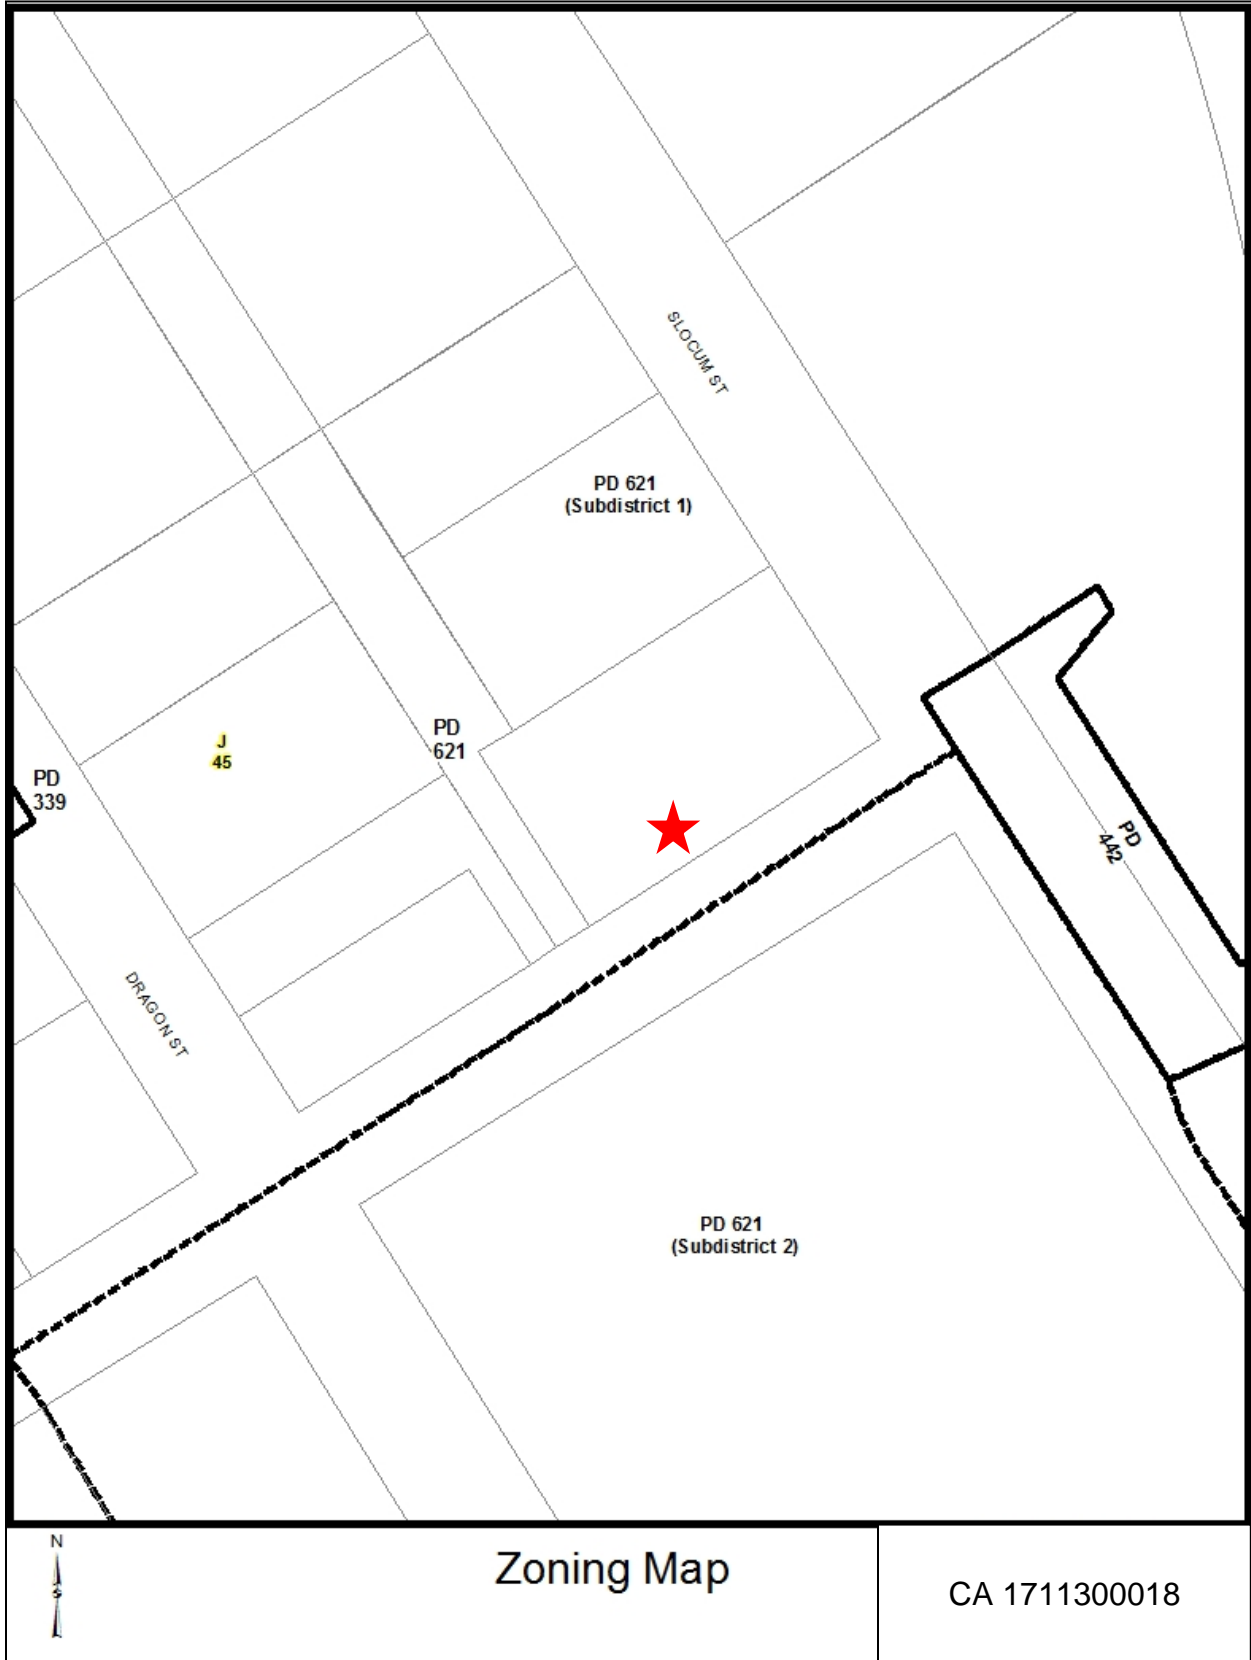 SLOCUM ST
PD 621
(Subdistrict 1)
PD
621
J
45
PD
339
PD
442
DRAGON ST
PD 621
(Subdistrict 2)
N
S
Zoning Map
CA 1711300018